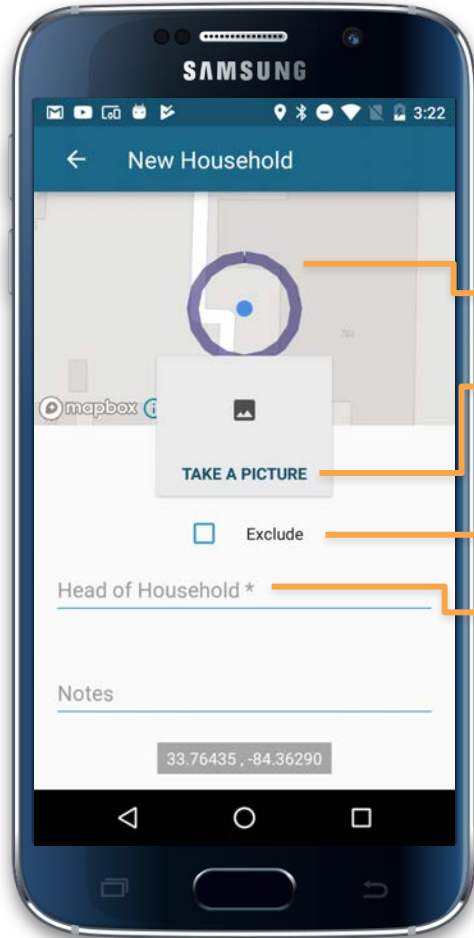 SAMSUNG
3:22
New Household
mapbox
TAKE A PICTURE
Exclude
Head of Household *
Notes
33.76435 , -84.36290